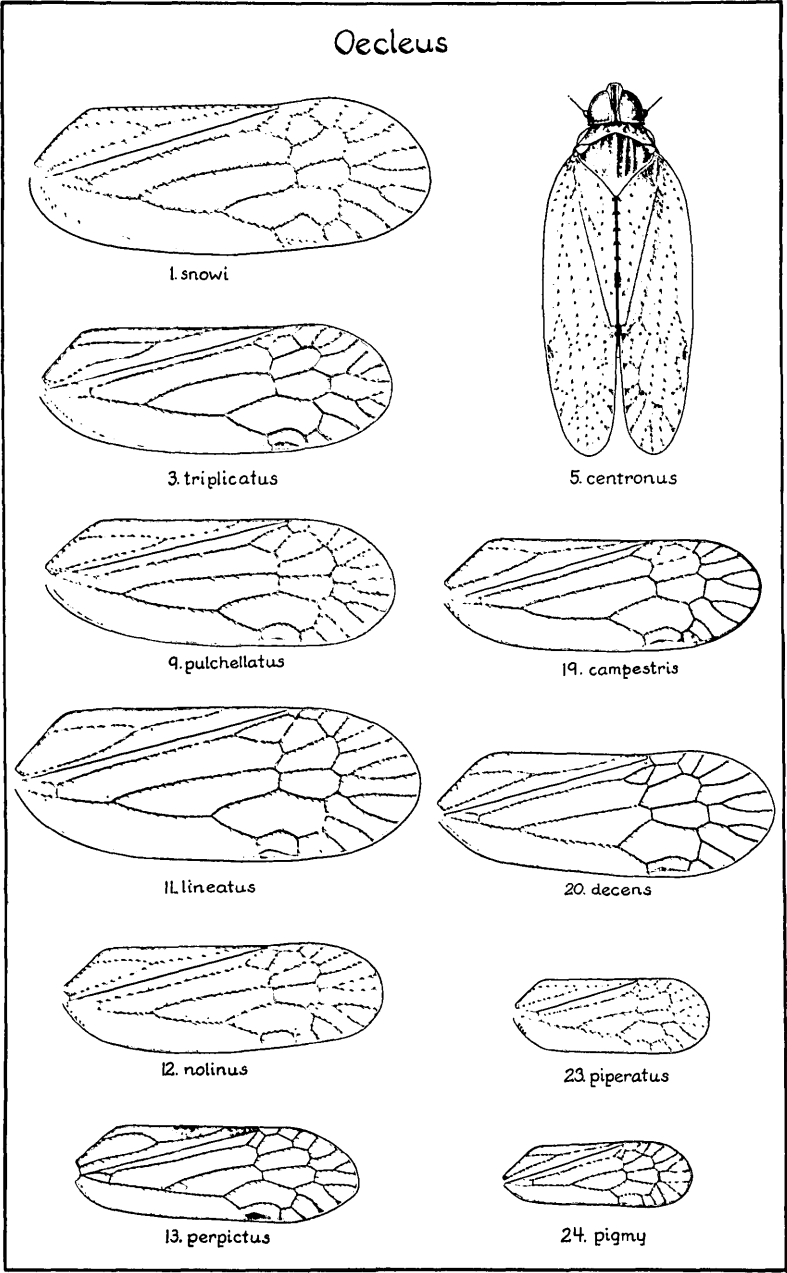 Oecleus
1. snowi
3. triplicatus
5. centronus
9. pulchellatus
19. campestris
11. lineatus
20. decens
12. nolinus
23. piperatus
13. perpictus
24. pigmy